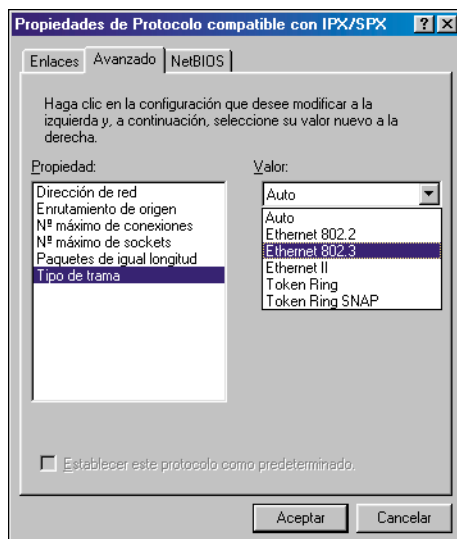 Propiedades de Protocolo compatible con IPX/SPX
Enlaces Avanzado NetBIOS
Haga clic en la configuración que desee modificar a la
izquierda y, a continuación, seleccione su valor nuevo a la
derecha.
Propiedad:
Dirección de red
Enrutamiento de origen
Nº máximo de conexiones
Nº máximo de sockets
Paquetes de igual longitud
Tipo de trama
Valor:
Auto
Auto
Ethernet 802.2
Ethernet 802.3
Ethernet II
Token Ring
Token Ring SNAP
Establecer este protocolo como predeterminado.
Aceptar Cancelar